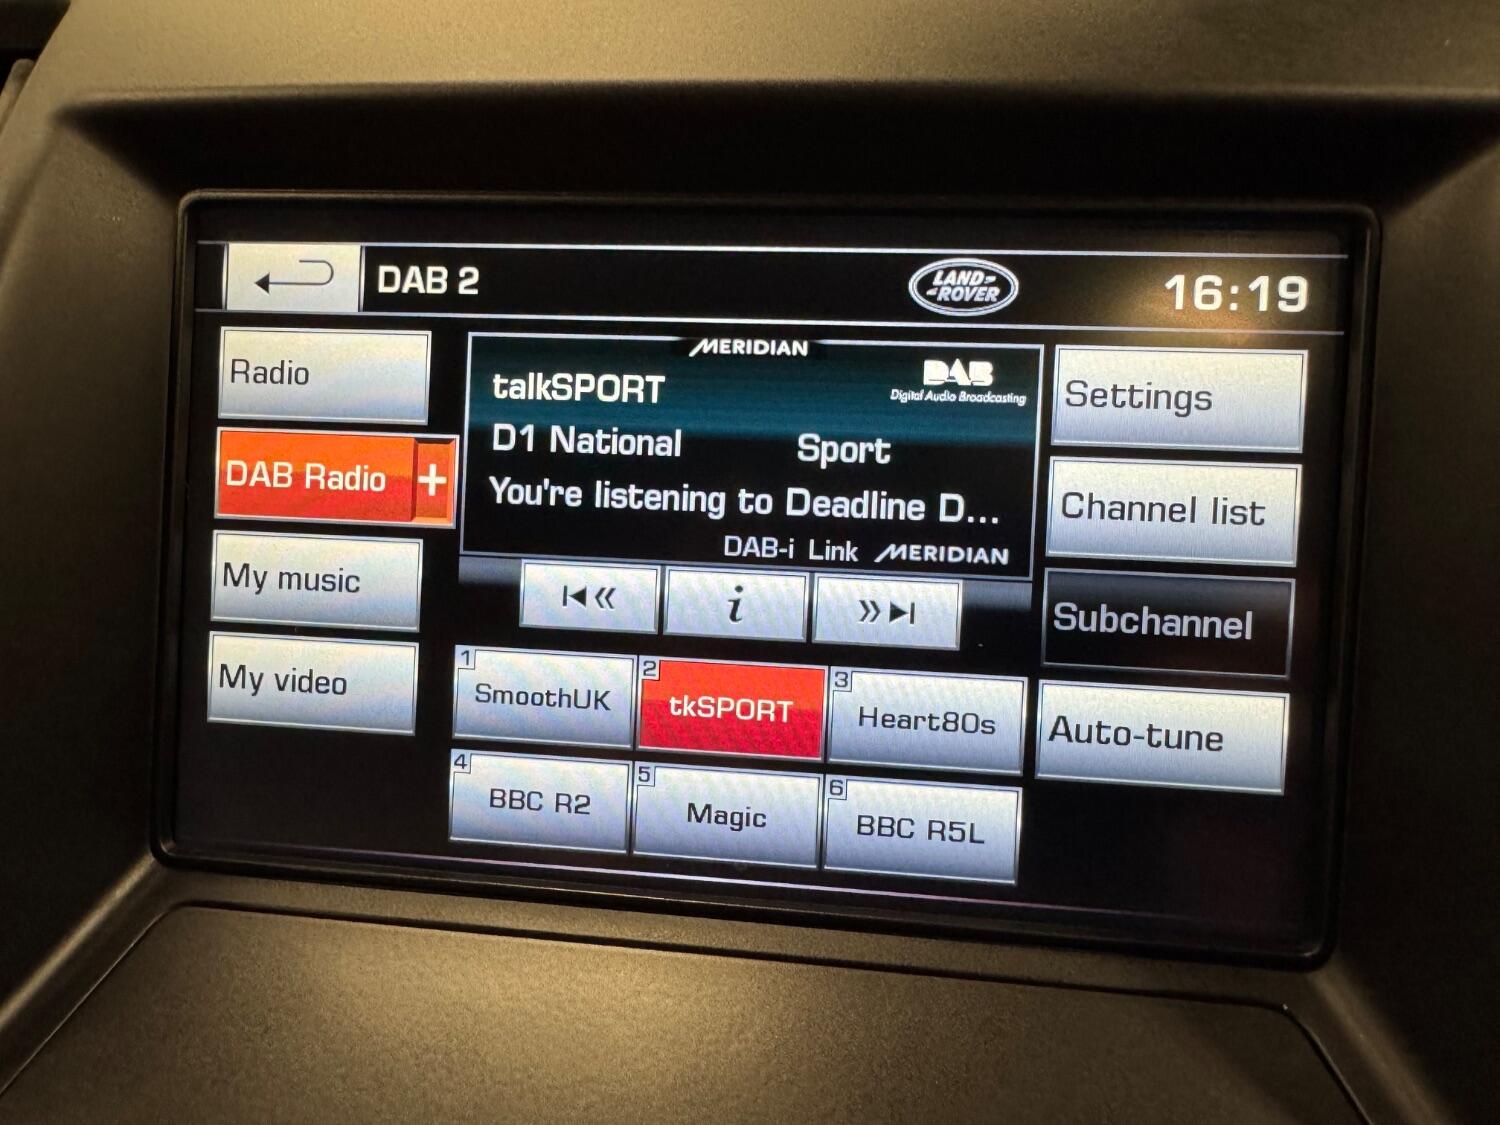 DAB 2
LAND-
-ROVER
16:19
Radio
DAB Radio +
My music
My video
MERIDIAN
talkSPORT
DAB
Digital Audio Broadcasting
D1 National Sport
You're listening to Deadline D...
DAB-i Link MERIDIAN
i
1 SmoothUK
2 tkSPORT
3 Heart80s
4 BBC R2
5 Magic
6 BBC R5L
Settings
Channel list
Subchannel
Auto-tune